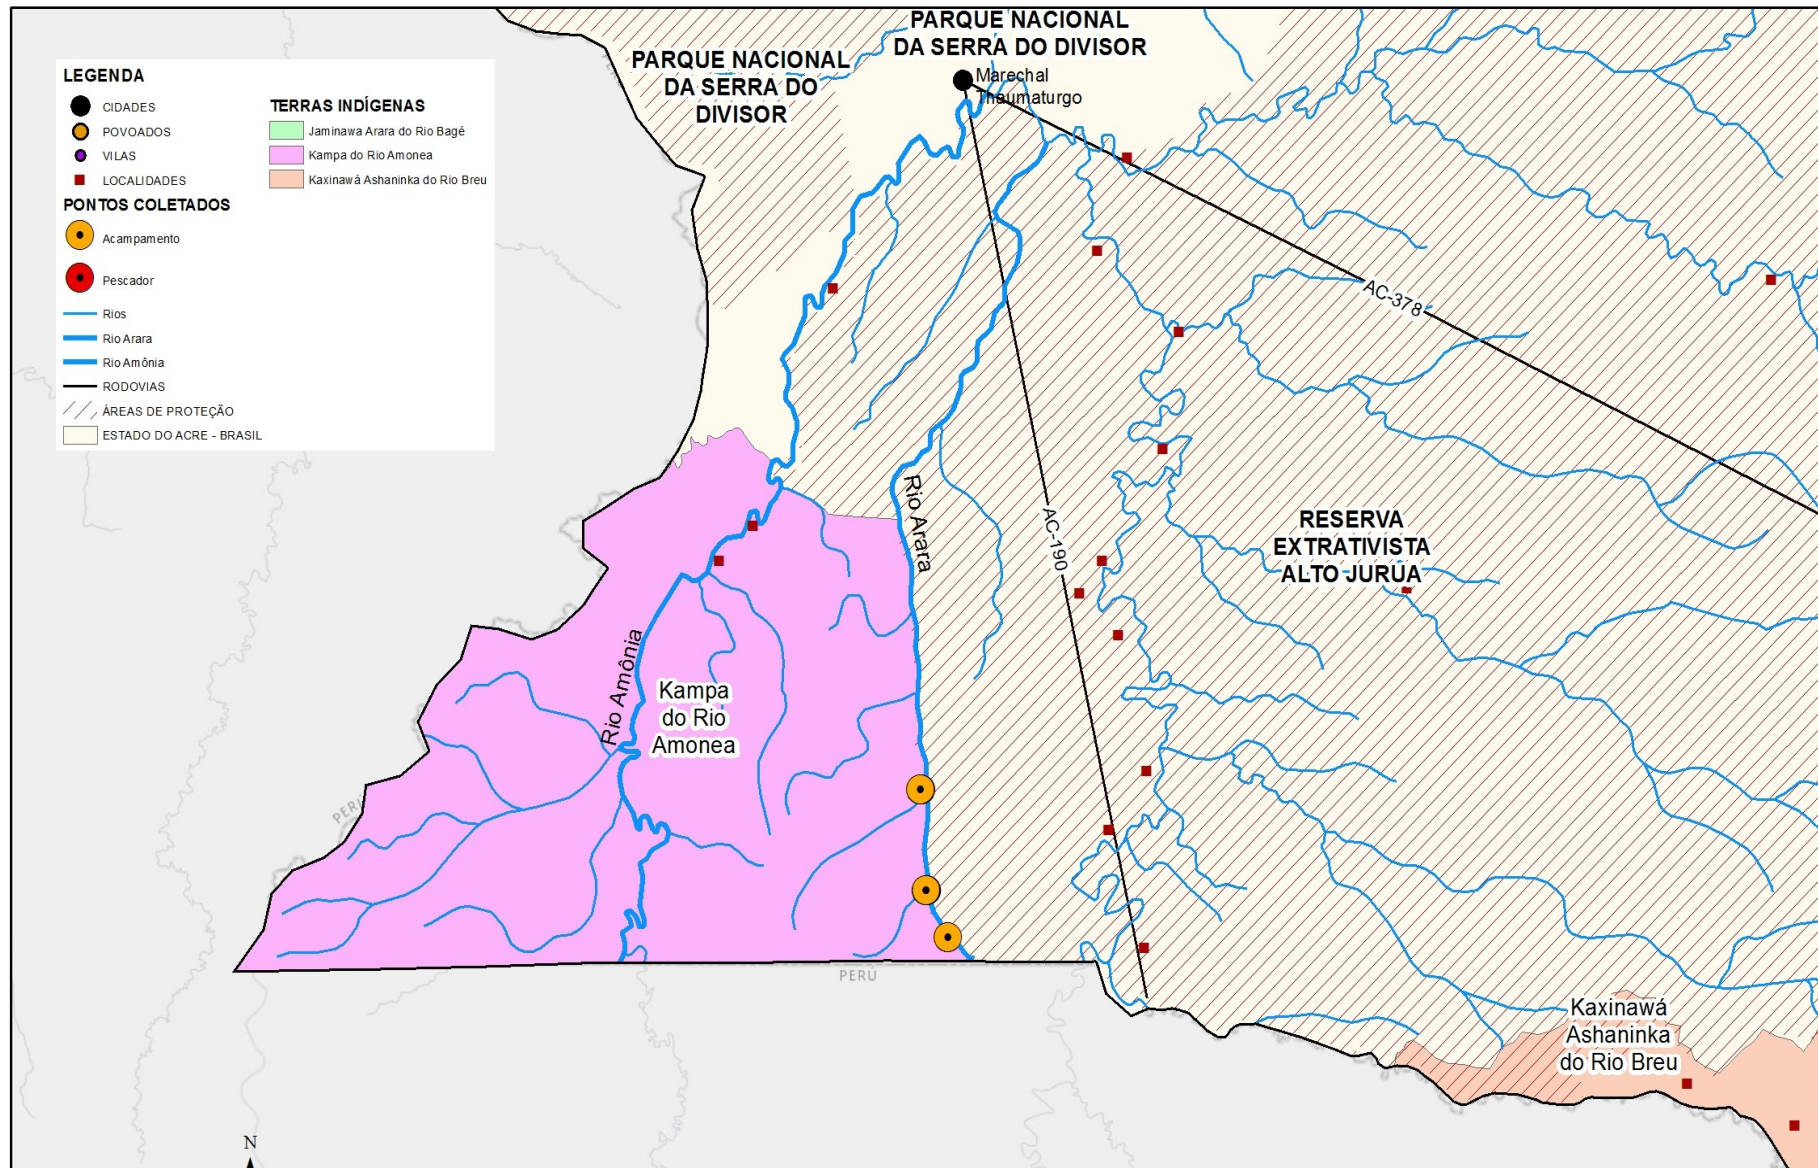 PARQUE NACIONAL
DA SERRA DO DIVISOR
PARQUE NACIONAL
DA SERRA DO
DIVISOR
Marechal
Thaumaturgo
LEGENDA
CIDADES
POVOADOS
VILAS
LOCALIDADES
PONTOS COLETADOS
Acampamento
Pescador
Rios
Rio Arara
Rio Amônia
RODOVIAS
ÁREAS DE PROTEÇÃO
ESTADO DO ACRE - BRASIL
TERRAS INDÍGENAS
Jaminawa Arara do Rio Bagé
Kampa do Rio Amonea
Kaxinawá Ashaninka do Rio Breu
AC-378
Rio Arara
AC-190
RESERVA
EXTRATIVISTA
ALTO JURUA
Rio Amônia
Kampa
do Rio
Amonea
PERÚ
Kaxinawá
Ashaninka
do Rio Breu
N